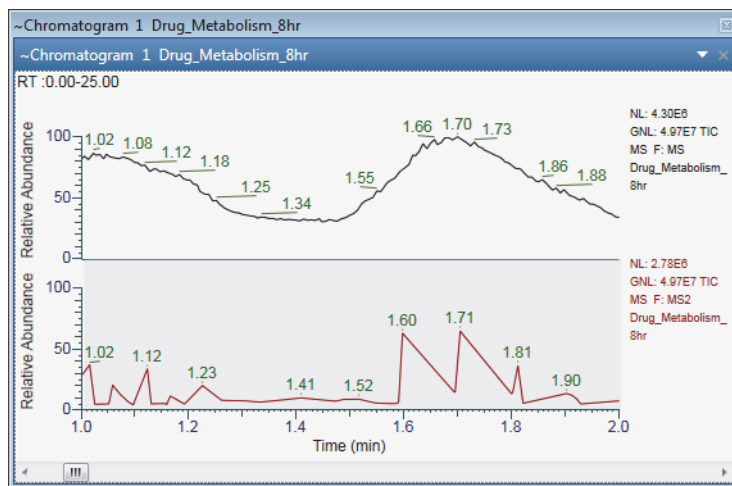 ~Chromatogram 1 Drug_Metabolism_8hr
~Chromatogram 1 Drug_Metabolism_8hr
RT :0.00-25.00
NL: 4.30E6
GNL: 4.97E7 TIC
MS F: MS
Drug_Metabolism_
8hr
Relative Abundance
100
50
0
1.02
1.08
1.12
1.18
1.25
1.34
1.55
1.66
1.70
1.73
1.86
1.88
NL: 2.78E6
GNL: 4.97E7 TIC
MS F: MS2
Drug_Metabolism_
8hr
Relative Abundance
100
50
0
1.02
1.12
1.23
1.41
1.52
1.60
1.71
1.81
1.90
1.0 1.2 1.4 1.6 1.8 2.0
Time (min)